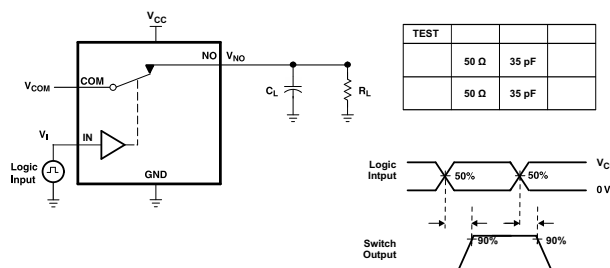 VCC
NO VNO
VCOM COM
CL RL
VI IN
Logic
Input
GND
TEST
50 Ω 35 pF
50 Ω 35 pF
Logic
Intput
50% 50%
VC
0 V
Switch
Output
90% 90%